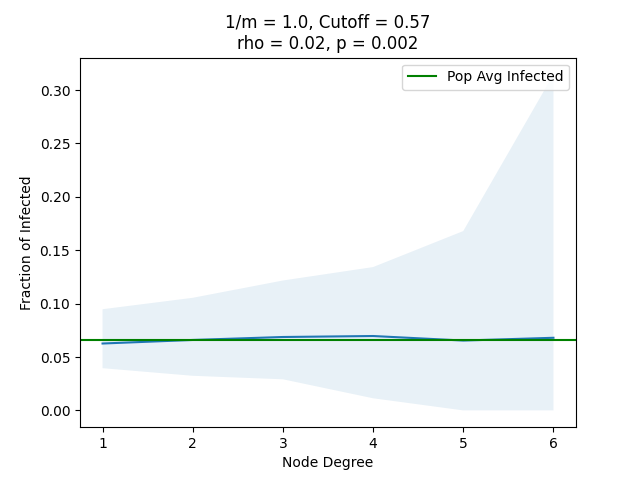 1/m = 1.0, Cutoff = 0.57
rho = 0.02, p = 0.002
Pop Avg Infected
0.30
0.25
0.20
0.15
0.10
0.05
0.00
Fraction of Infected
1 2 3 4 5 6
Node Degree